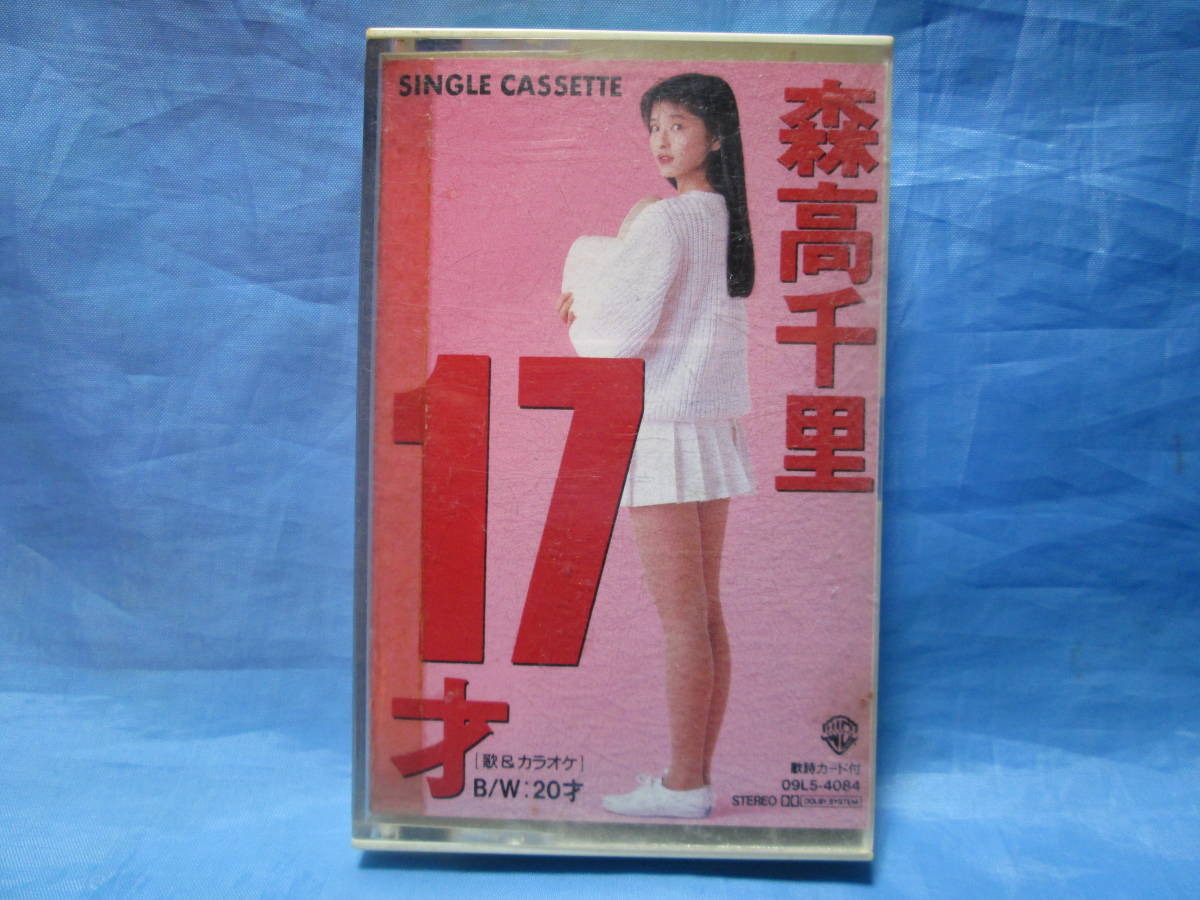 SINGLE CASSETTE
森高千里
17
才
[歌&カラオケ]
B/W:20才
歌詩カード付
09L5-4084
STEREO DOLBY SYSTEM